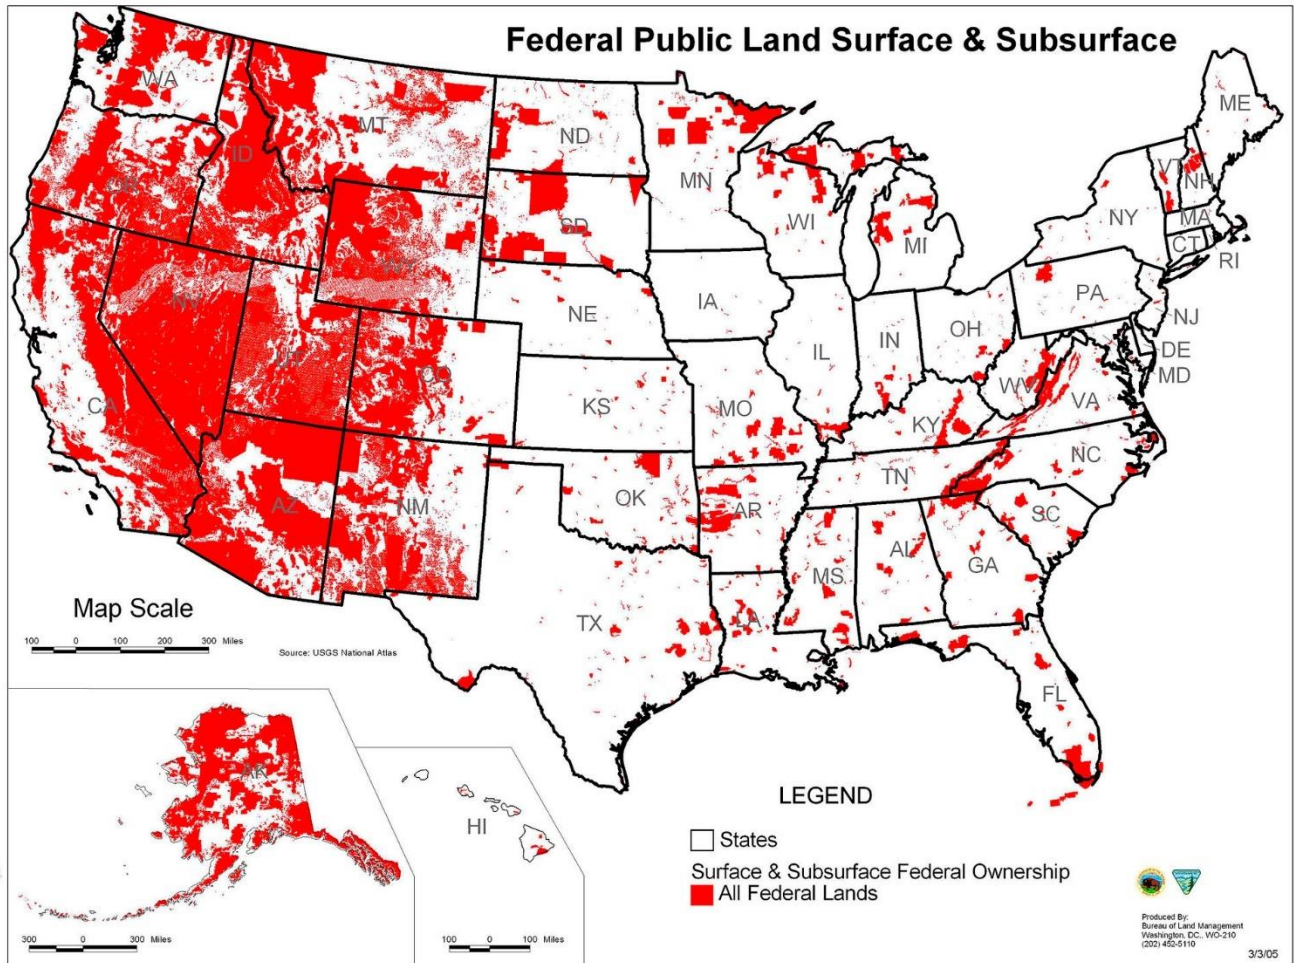 Federal Public Land Surface & Subsurface
WA
MT
ND
MN
ME
OR
ID
SD
WI
MI
VT
NH
NY
MA
CT
RI
WY
NV
NE
IA
PA
NJ
UT
CO
IL
IN
OH
DE
MD
CA
KS
MO
WV
VA
KY
AZ
NM
OK
AR
TN
NC
SC
MS
AL
GA
TX
LA
FL
Map Scale
100 0 100 200 300 Miles
Source: USGS National Atlas
AK
300 0 300 Miles
HI
100 0 100 Miles
LEGEND
States
Surface & Subsurface Federal Ownership
All Federal Lands
Produced By:
Bureau of Land Management
Washington, DC., WO-210
(202) 452-5110
3/3/05